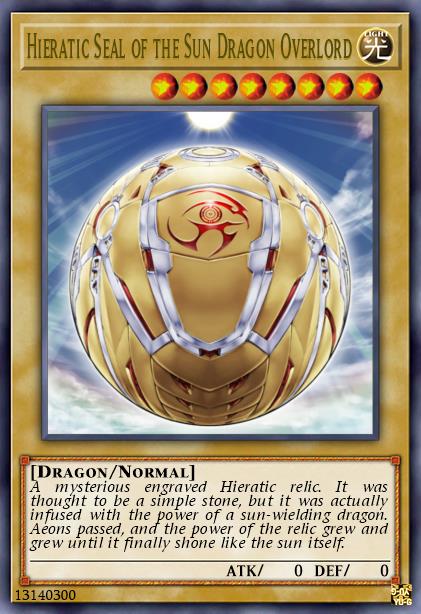 Hieratic Seal of the Sun Dragon Overlord
LIGHT
光
[Dragon/Normal]
A mysterious engraved Hieratic relic. It was
thought to be a simple stone, but it was actually
infused with the power of a sun-wielding dragon.
Aeons passed, and the power of the relic grew and
grew until it finally shone like the sun itself.
ATK/ 0 DEF/ 0
13140300